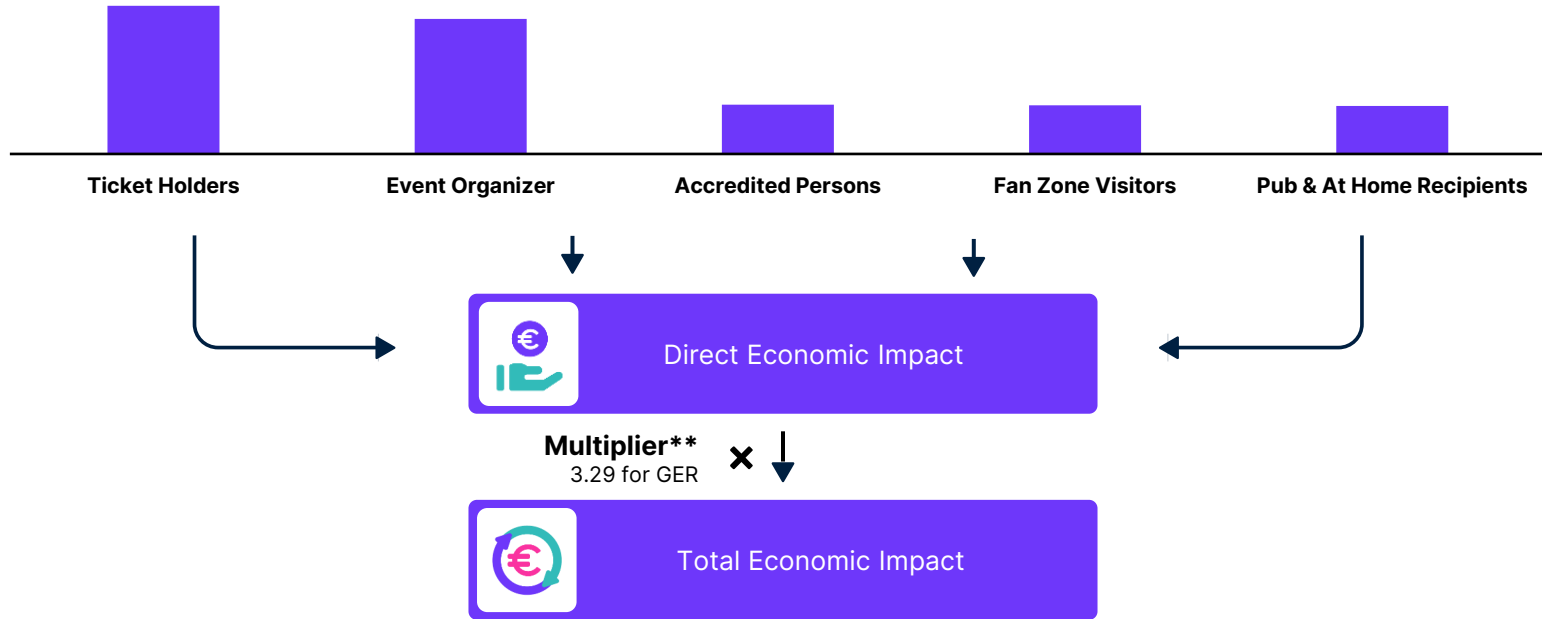 Ticket Holders
Event Organizer
Accredited Persons
Fan Zone Visitors
Pub & At Home Recipients
€
Direct Economic Impact
Multiplier**
3.29 for GER
×
€
Total Economic Impact